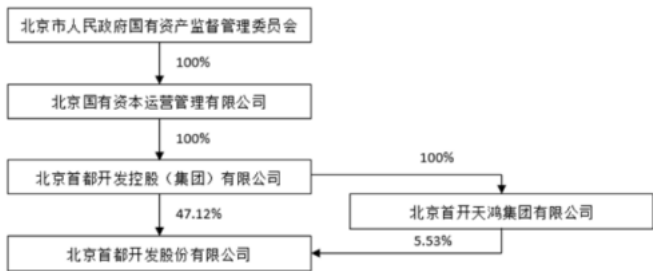 北京市人民政府国有资产监督管理委员会
100%
北京国有资本运营管理有限公司
100%
100%
北京首都开发控股（集团）有限公司
47.12%
北京首开天鸿集团有限公司
5.53%
北京首都开发股份有限公司